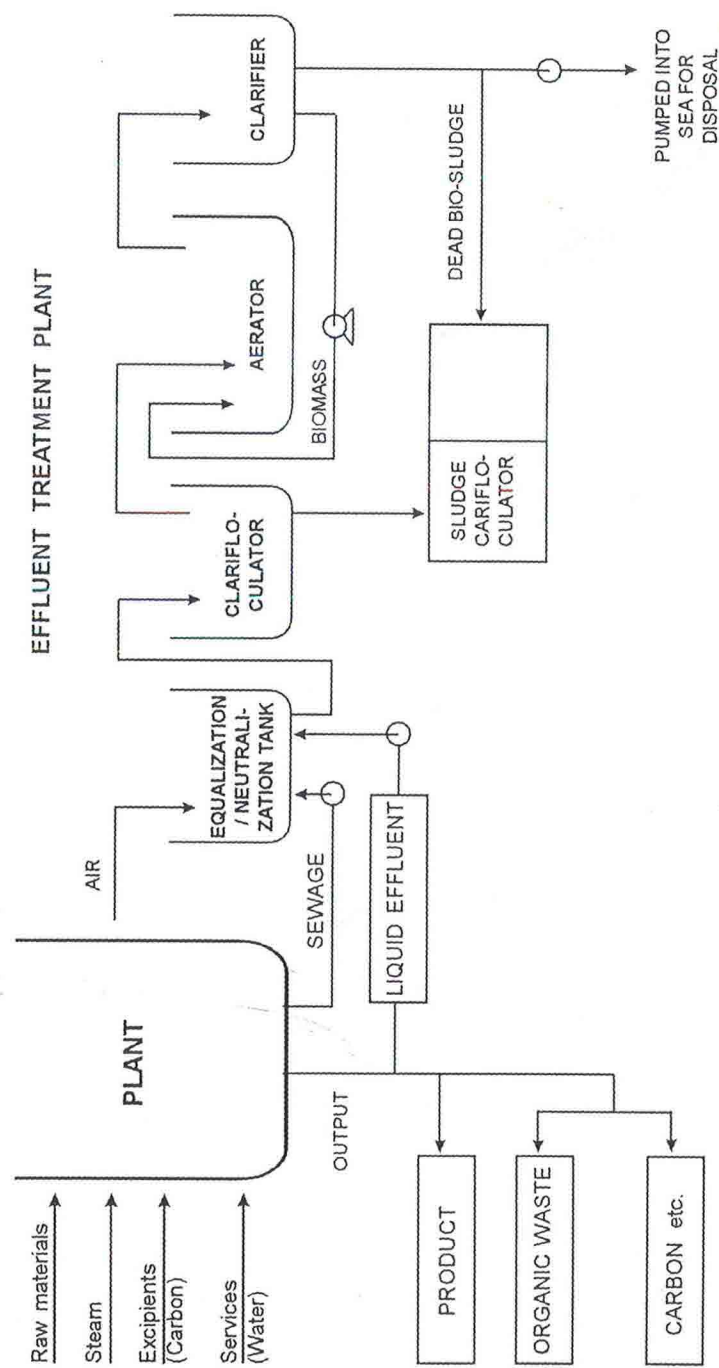 EFFLUENT TREATMENT PLANT
Raw materials
Steam
Excipients
(Carbon)
Services
(Water)
PLANT
AIR
EQUALIZATION
/ NEUTRALI-
ZATION TANK
CLARIFLO-
CULATOR
AERATOR
CLARIFIER
SEWAGE
BIOMASS
OUTPUT
LIQUID EFFLUENT
SLUDGE
CARIFLO-
CULATOR
DEAD BIO-SLUDGE
PUMPED INTO
SEA FOR
DISPOSAL
PRODUCT
ORGANIC WASTE
CARBON etc.